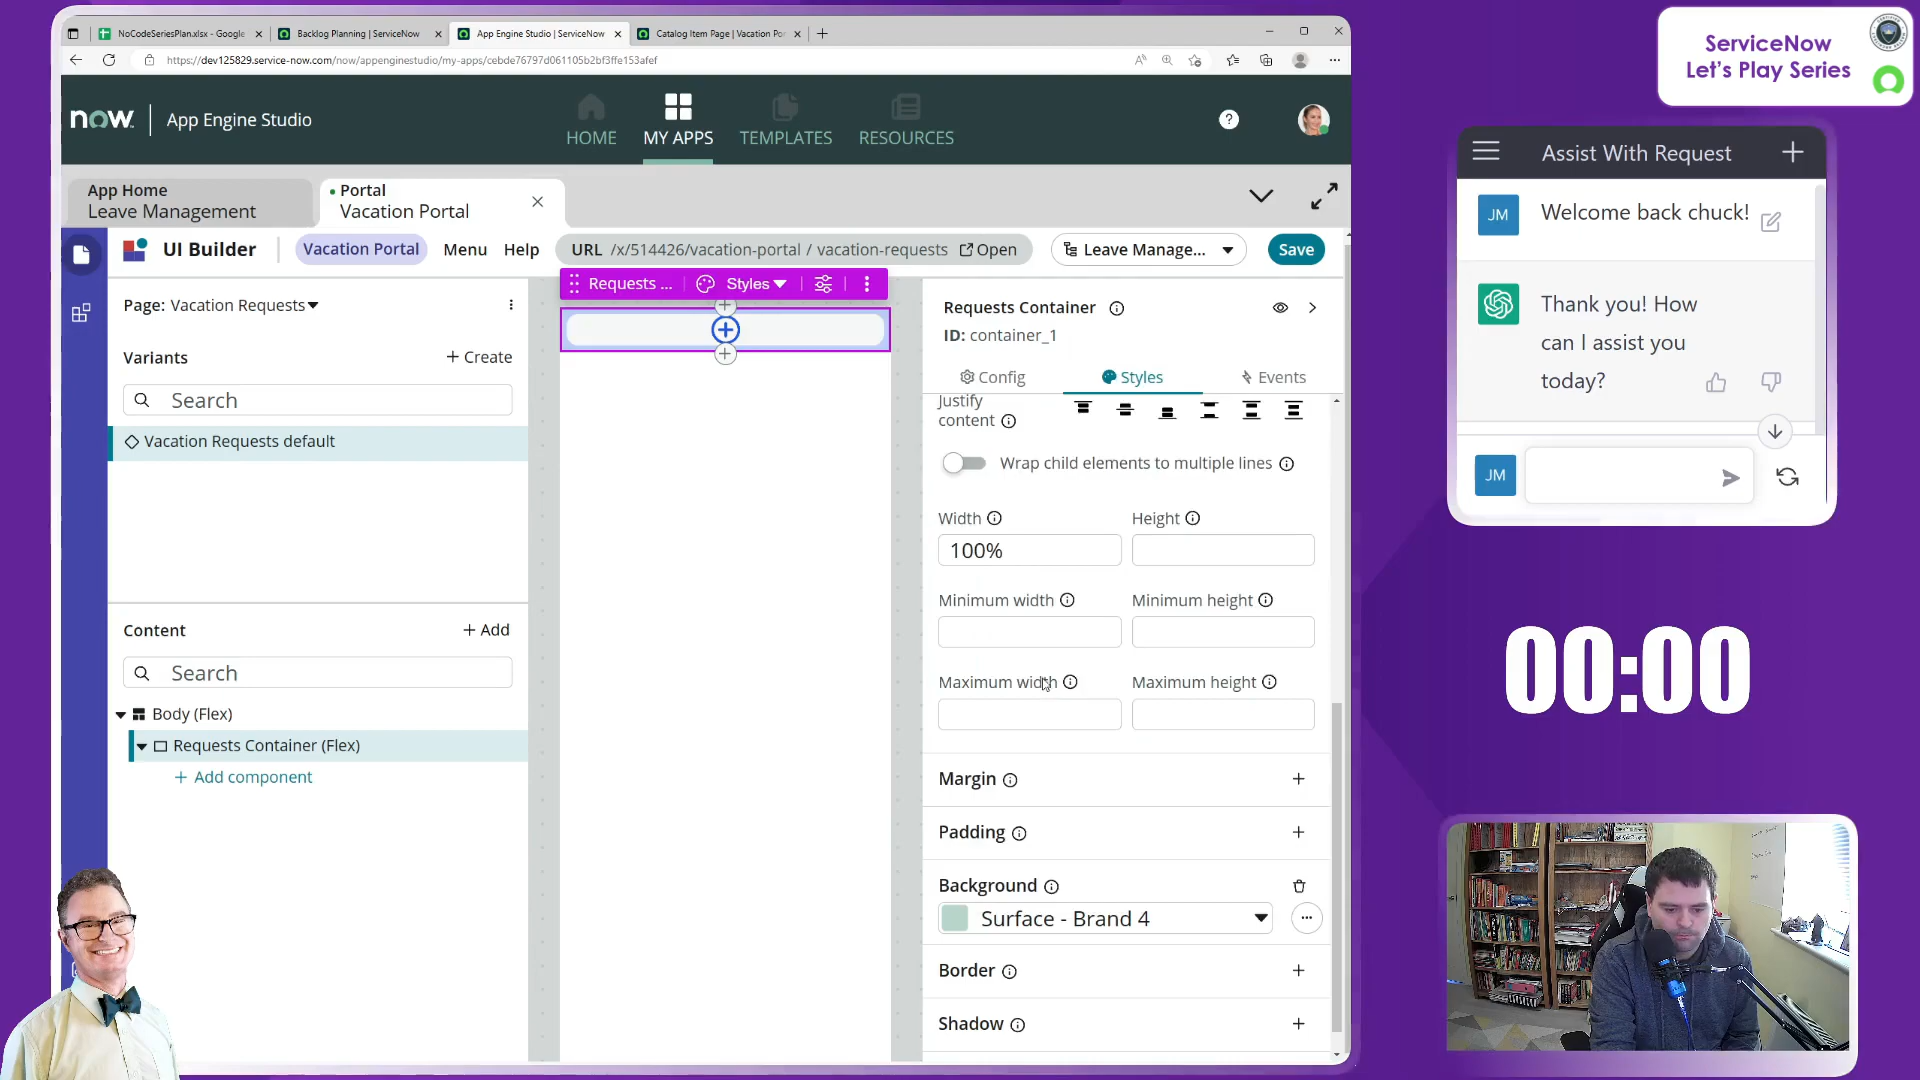 NoCodeSeriesPlan.xlsx - Google
Backlog Planning | ServiceNow
App Engine Studio | ServiceNow
Catalog Item Page | Vacation Por
https://dev125829.service-now.com/now/appenginestudio/my-apps/cebde76797d061105b2bf3ffe153afef
now.
App Engine Studio
HOME
MY APPS
TEMPLATES
RESOURCES
App Home
Leave Management
Portal
Vacation Portal
UI Builder
Vacation Portal
Menu
Help
URL /x/514426/vacation-portal / vacation-requests
Open
Leave Manage...
Save
Page: Vacation Requests
Variants
+ Create
Search
Vacation Requests default
Content
+ Add
Search
Body (Flex)
Requests Container (Flex)
+ Add component
Requests ...
Styles
Requests Container
ID: container_1
Config
Styles
Events
Justify
content
Wrap child elements to multiple lines
Width
Height
100%
Minimum width
Minimum height
Maximum width
Maximum height
Margin
Padding
Background
Surface - Brand 4
Border
Shadow
ServiceNow
Let's Play Series
Assist With Request
JM
Welcome back chuck!
Thank you! How
can I assist you
today?
JM
00:00